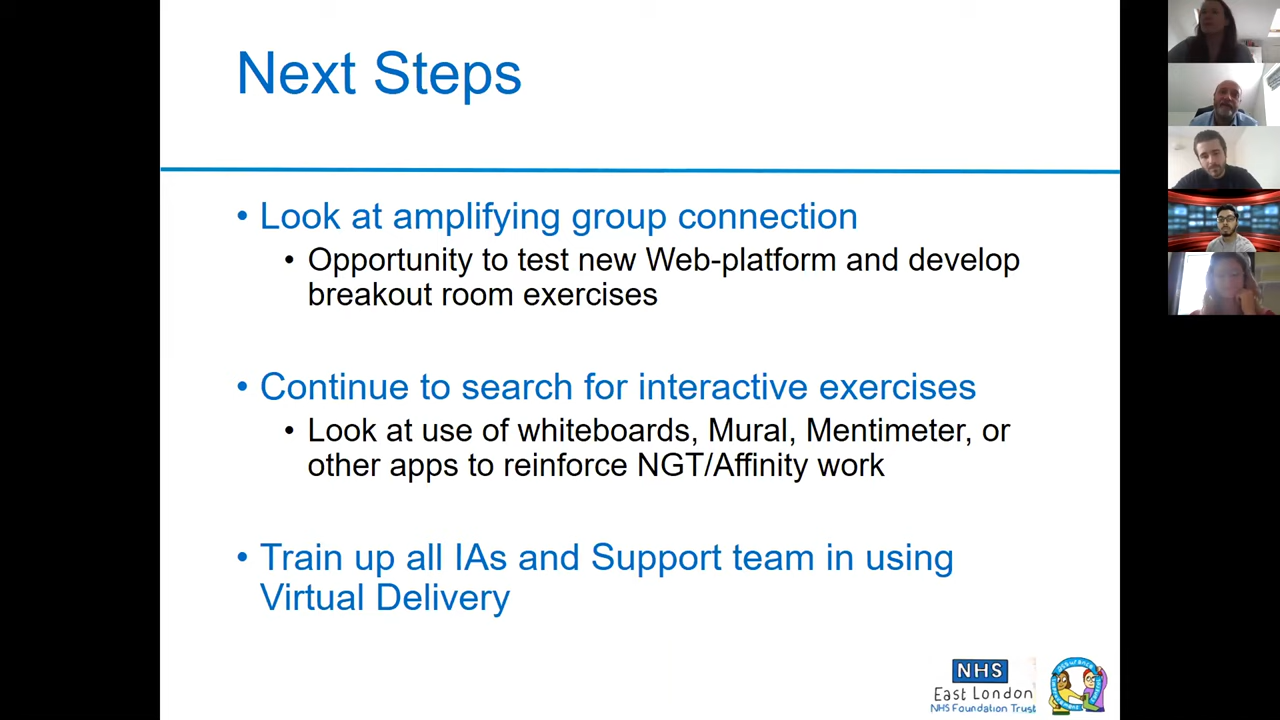 Next Steps
• Look at amplifying group connection
• Opportunity to test new Web-platform and develop
breakout room exercises
• Continue to search for interactive exercises
• Look at use of whiteboards, Mural, Mentimeter, or
other apps to reinforce NGT/Affinity work
• Train up all IAs and Support team in using
Virtual Delivery
NHS
East London
NHS Foundation Trust